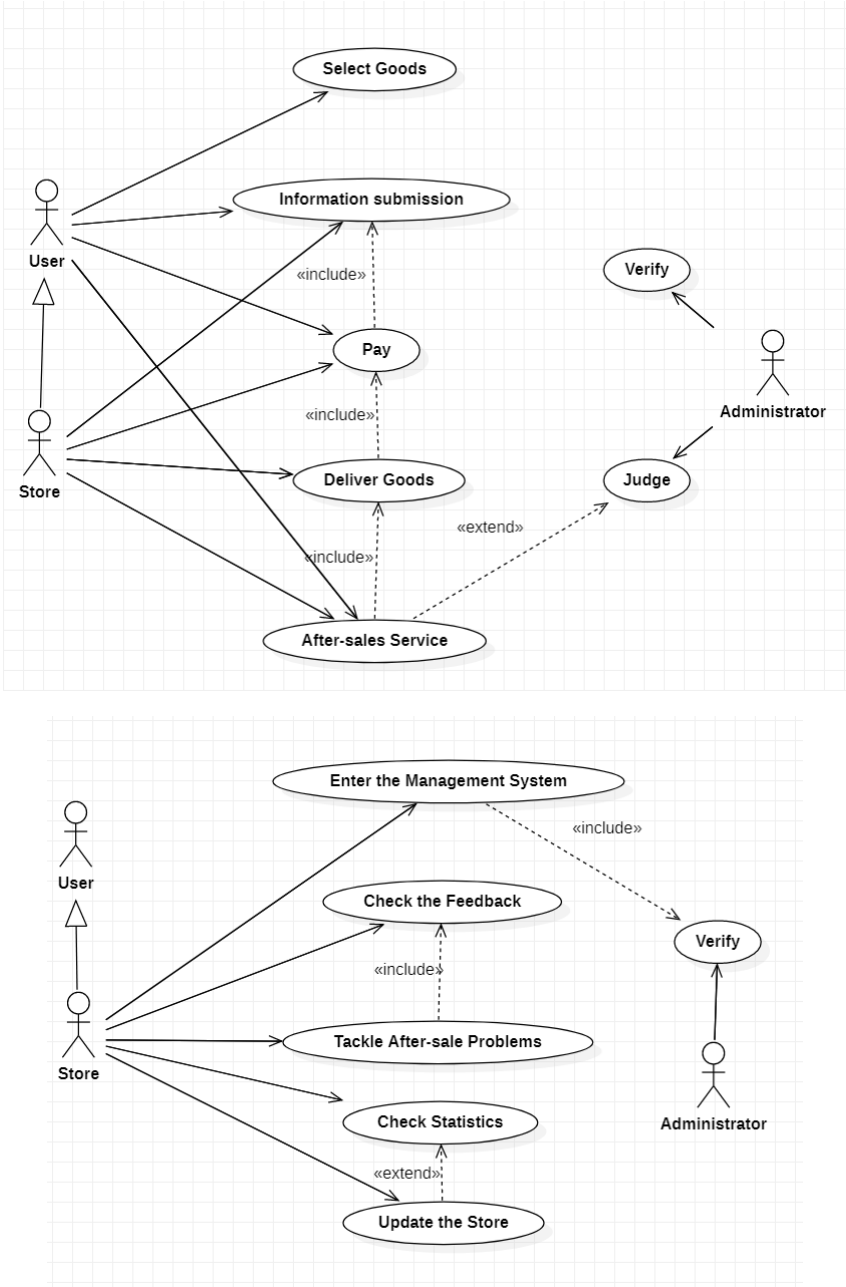 Select Goods
Information submission
User
«include»
Verify
Pay
Administrator
«include»
Store
Deliver Goods
Judge
«extend»
«include»
After-sales Service
Enter the Management System
«include»
User
Check the Feedback
Verify
«include»
Tackle After-sale Problems
Store
Check Statistics
Administrator
«extend»
Update the Store